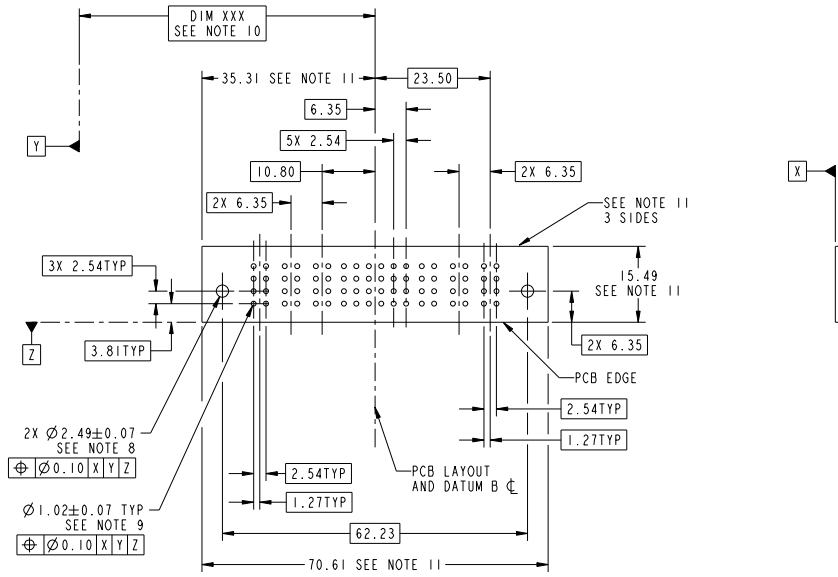 DIM XXX
SEE NOTE 10
35.31 SEE NOTE 11
23.50
6.35
5X 2.54
Y
10.80
2X 6.35
X
2X 6.35
SEE NOTE 11
3 SIDES
3X 2.54TYP
15.49
SEE NOTE 11
Z
3.81TYP
2X 6.35
PCB EDGE
2.54TYP
2X Ø2.49±0.07
SEE NOTE 8
⌖ Ø0.10 X Y Z
1.27TYP
2.54TYP
PCB LAYOUT
AND DATUM B ℄
1.27TYP
Ø1.02±0.07 TYP
SEE NOTE 9
⌖ Ø0.10 X Y Z
62.23
70.61 SEE NOTE 11